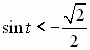 sin t < -√2/2